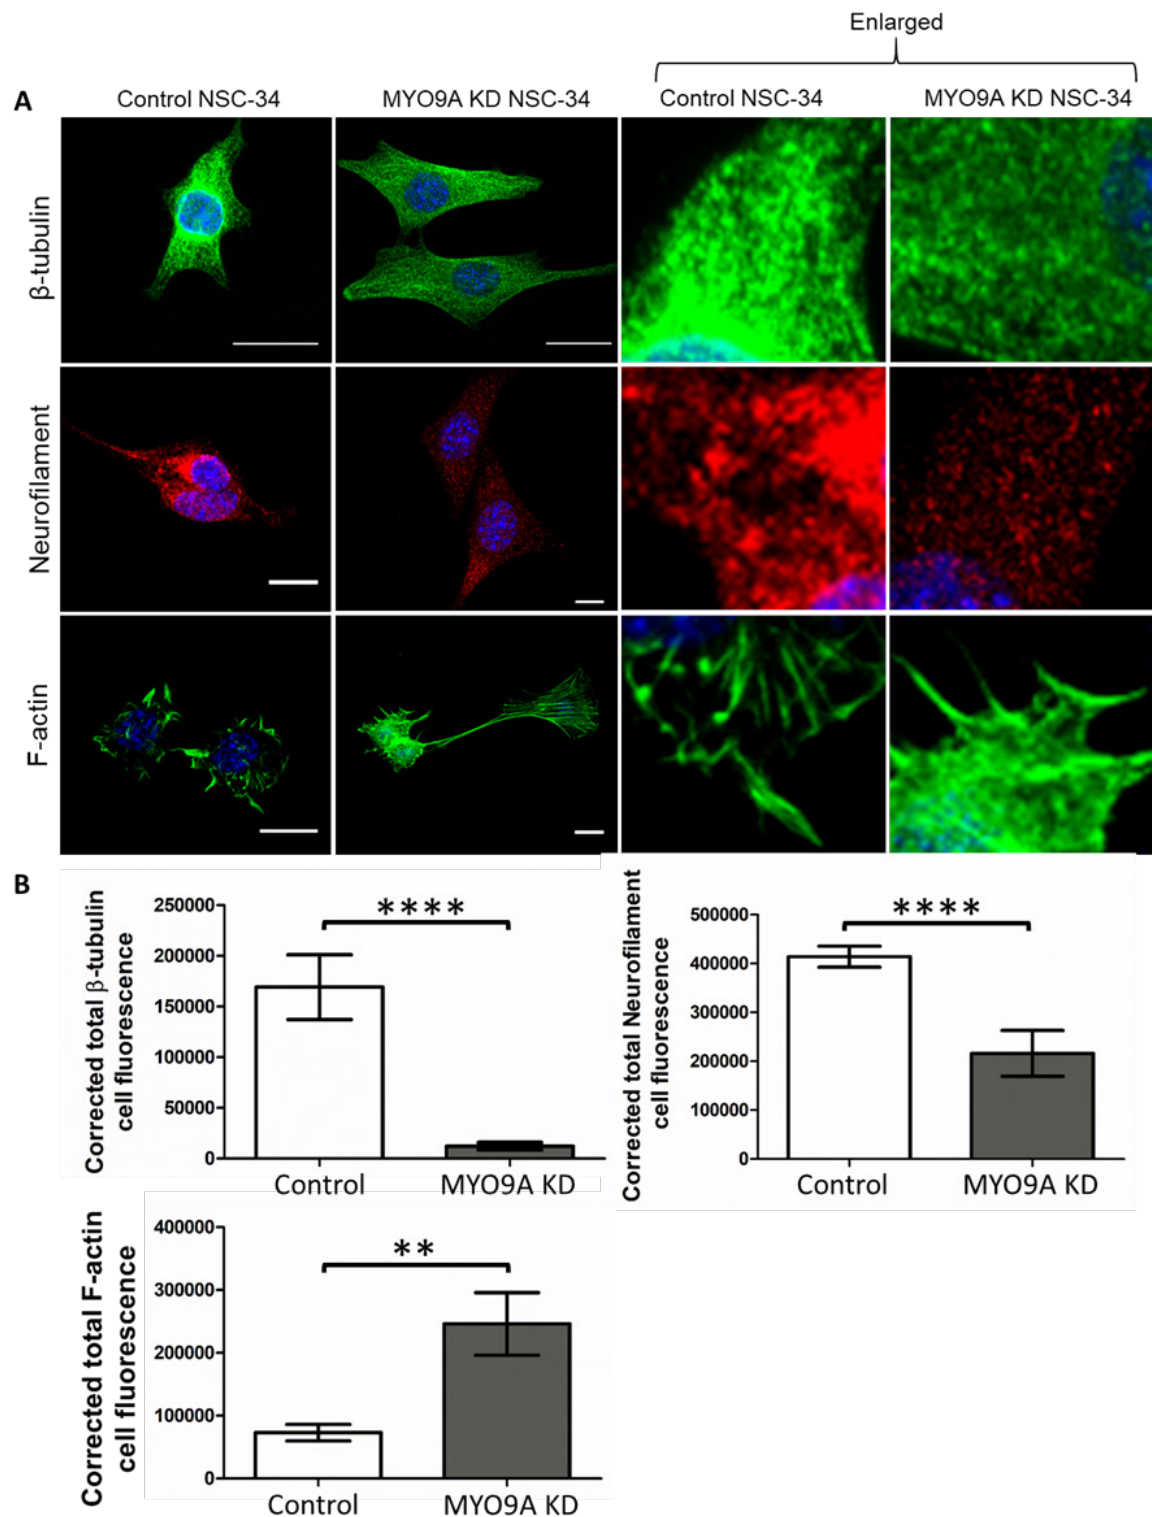 Enlarged
A
Control NSC-34
MYO9A KD NSC-34
Control NSC-34
MYO9A KD NSC-34
β-tubulin
Neurofilament
F-actin
B
Corrected total β-tubulin
cell fluorescence
250000
200000
150000
100000
50000
0
****
Control
MYO9A KD
Corrected total Neurofilament
cell fluorescence
500000
400000
300000
200000
100000
0
****
Control
MYO9A KD
Corrected total F-actin
cell fluorescence
400000
300000
200000
100000
0
**
Control
MYO9A KD